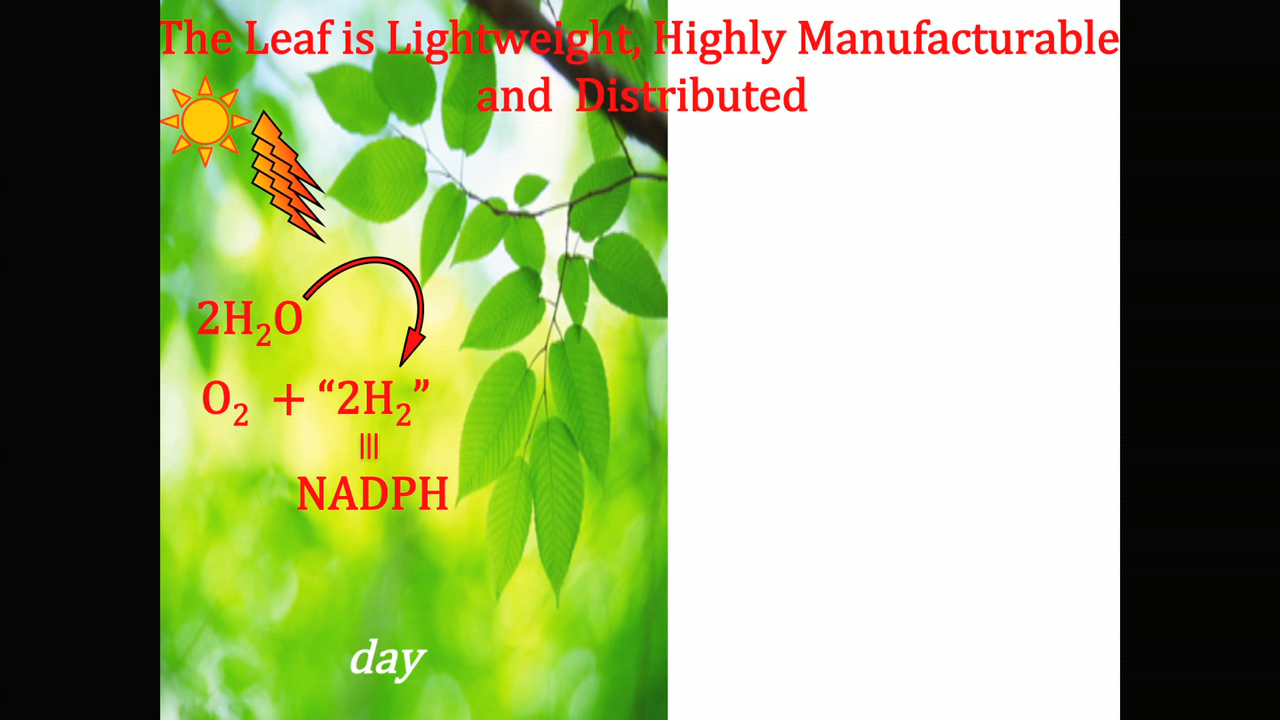 The Leaf is Lightweight, Highly Manufacturable
and Distributed
2H₂O
O₂ + “2H₂”
≡
NADPH
day